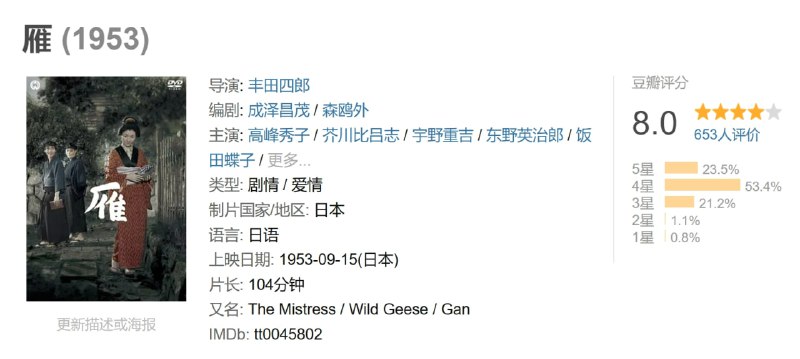 雁 (1953)
DVD
雁
更新描述或海报
导演: 丰田四郎
编剧: 成泽昌茂 / 森鸥外
主演: 高峰秀子 / 芥川比吕志 / 宇野重吉 / 东野英治郎 / 饭
田蝶子 / 更多...
类型: 剧情 / 爱情
制片国家/地区: 日本
语言: 日语
上映日期: 1953-09-15(日本)
片长: 104分钟
又名: The Mistress / Wild Geese / Gan
IMDb: tt0045802
豆瓣评分
8.0
653人评价
5星 23.5%
4星 53.4%
3星 21.2%
2星 1.1%
1星 0.8%